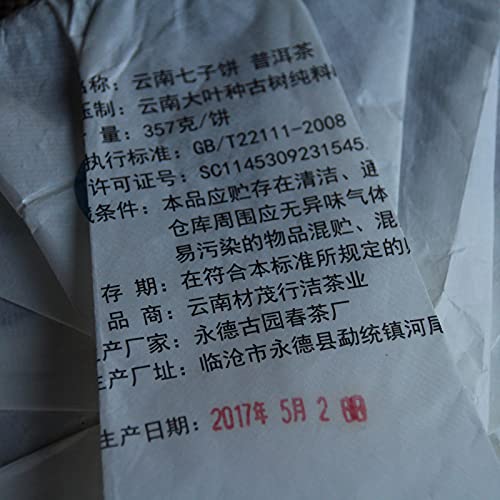 名称：云南七子饼 普洱茶
压制：云南大叶种古树纯料
量：357克/饼
执行标准：GB/T22111-2008
许可证号：SC1145309231545
条件：本品应贮存在清洁、通
仓库周围应无异味气体
易污染的物品混贮、混
存 期：在符合本标准所规定的
品 商：云南材茂行洁茶业
生产厂家：永德古园春茶厂
生产厂址：临沧市永德县勐统镇河尾
生产日期：2017年 5月 2